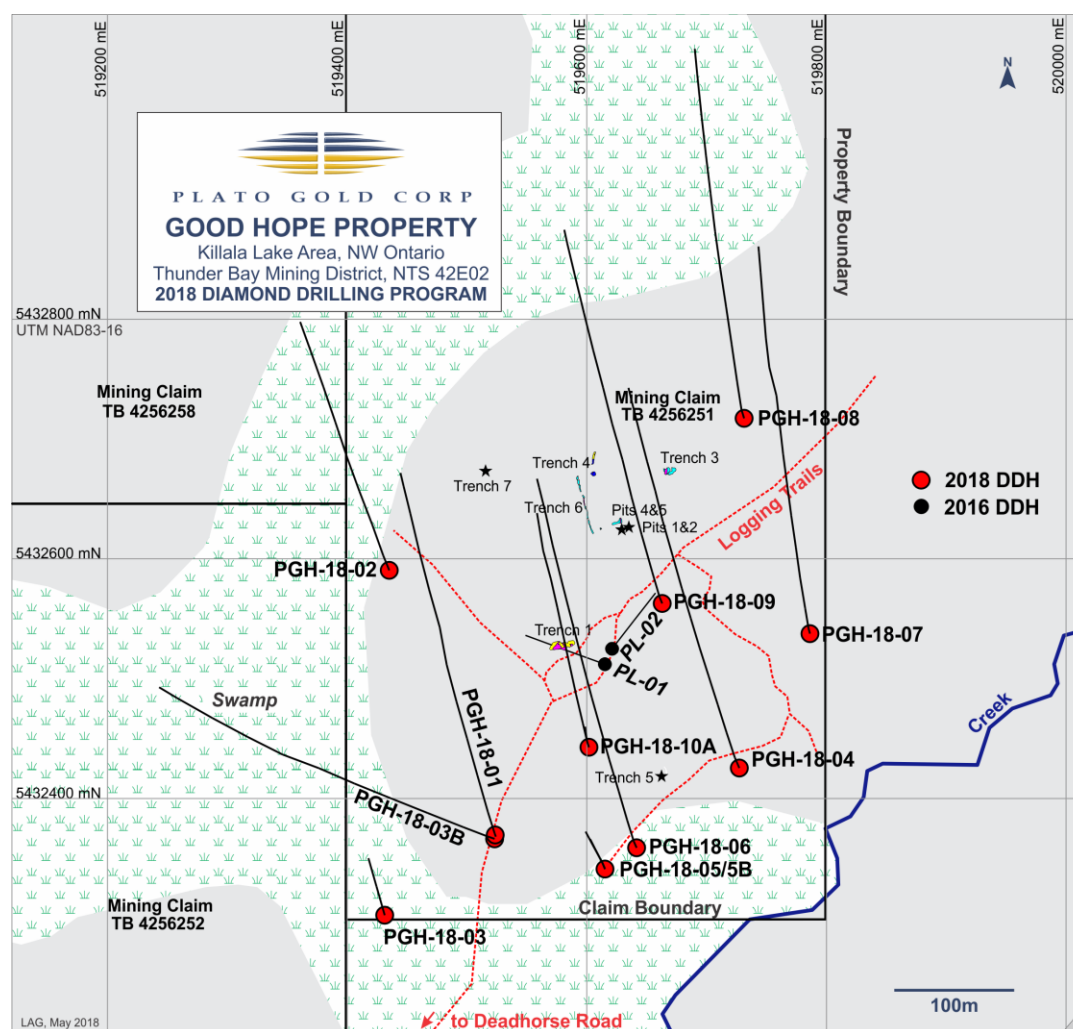 519200 mE
519400 mE
519600 mE
519800 mE
520000 mE
N
PLATO GOLD CORP
GOOD HOPE PROPERTY
Killala Lake Area, NW Ontario
Thunder Bay Mining District, NTS 42E02
2018 DIAMOND DRILLING PROGRAM
Property Boundary
5432800 mN
UTM NAD83-16
Mining Claim
TB 4256258
Mining Claim
TB 4256251
PGH-18-08
Trench 4
Trench 3
Trench 7
Trench 6
Pits 4&5
Pits 1&2
Logging Trails
2018 DDH
2016 DDH
5432600 mN
PGH-18-02
PGH-18-09
Trench 1
PL-02
PL-01
PGH-18-07
Swamp
PGH-18-01
Creek
PGH-18-10A
PGH-18-04
Trench 5
5432400 mN
PGH-18-03B
PGH-18-06
PGH-18-05/5B
Mining Claim
TB 4256252
Claim Boundary
PGH-18-03
100m
LAG, May 2018
to Deadhorse Road